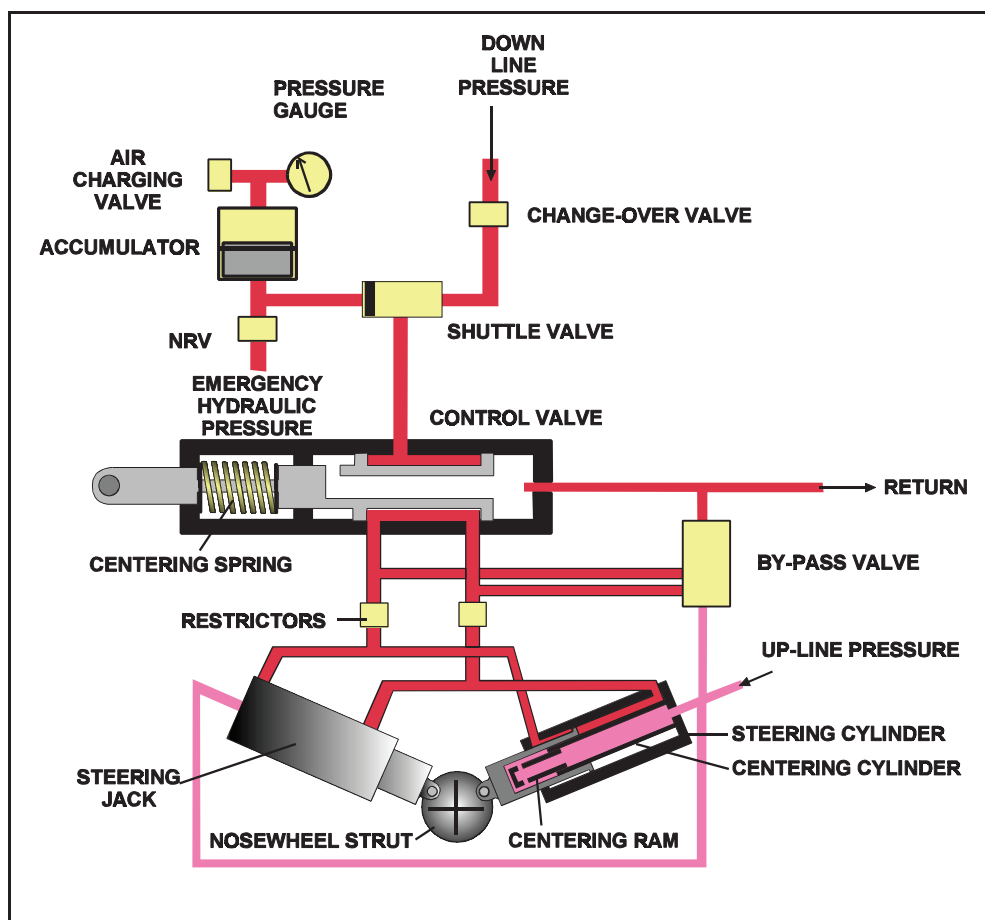 DOWN
LINE
PRESSURE
PRESSURE
GAUGE
AIR
CHARGING
VALVE
CHANGE-OVER VALVE
ACCUMULATOR
SHUTTLE VALVE
NRV
EMERGENCY
HYDRAULIC
PRESSURE
CONTROL VALVE
RETURN
CENTERING SPRING
BY-PASS VALVE
RESTRICTORS
UP-LINE PRESSURE
STEERING CYLINDER
CENTERING CYLINDER
STEERING
JACK
NOSEWHEEL STRUT
CENTERING RAM